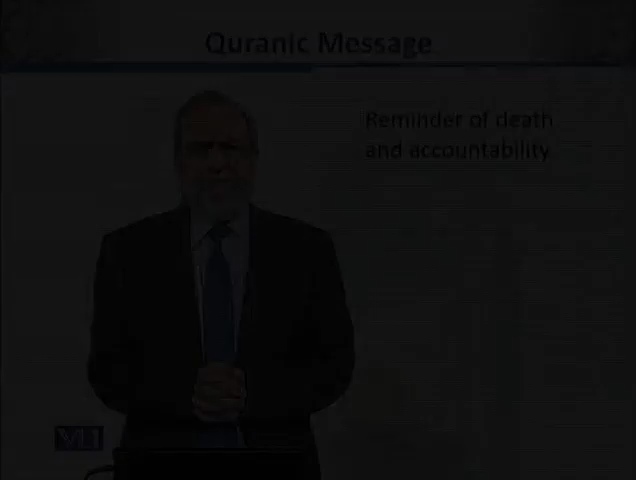 Quranic Message
Reminder of death
and accountability